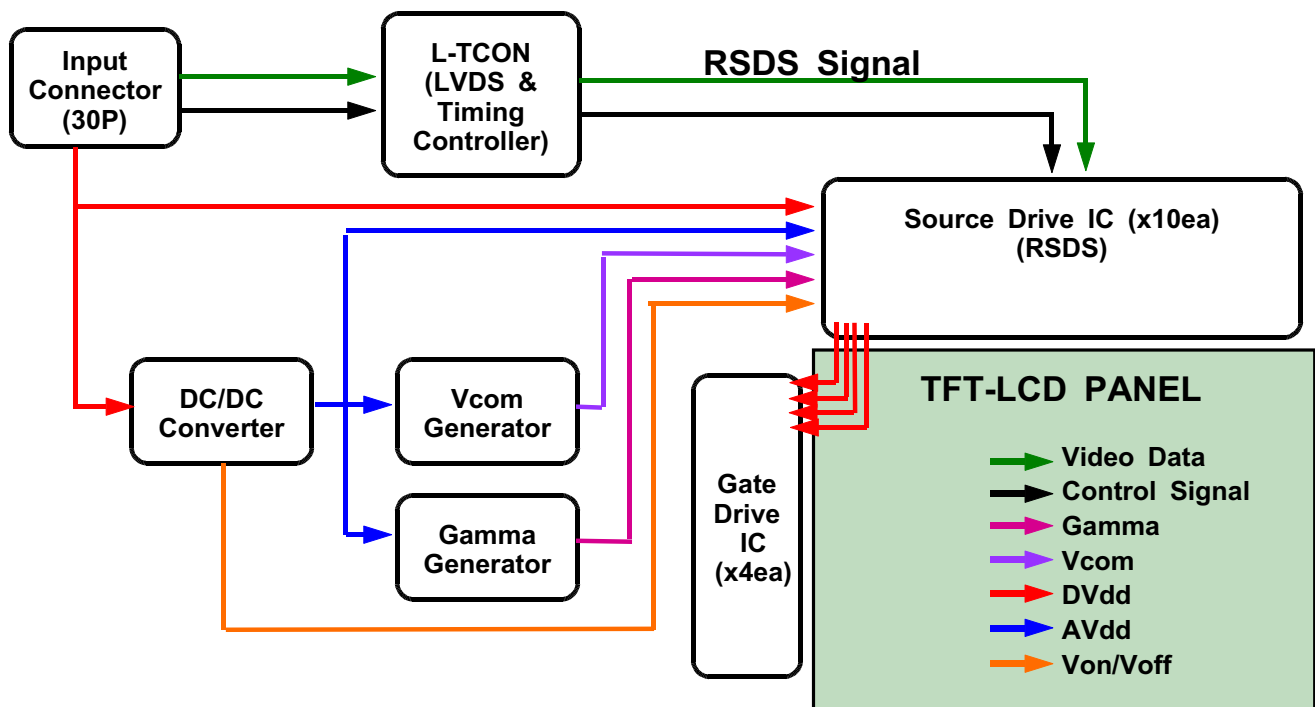 Input
Connector
(30P)
L-TCON
(LVDS &
Timing
Controller)
RSDS Signal
Source Drive IC (x10ea)
(RSDS)
DC/DC
Converter
Vcom
Generator
Gamma
Generator
Gate
Drive
IC
(x4ea)
TFT-LCD PANEL
Video Data
Control Signal
Gamma
Vcom
DVdd
AVdd
Von/Voff